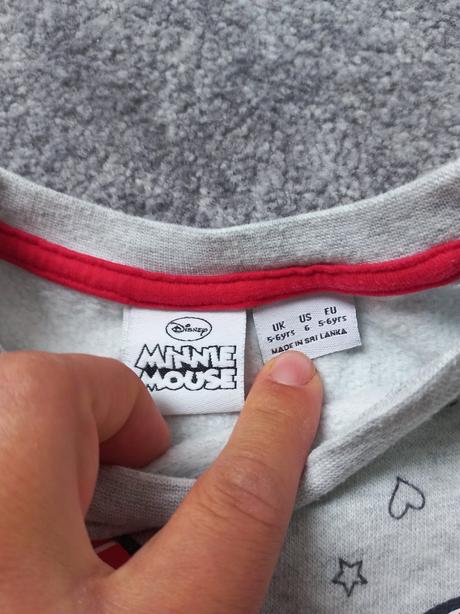 Disney
MINNIE
MOUSE
UK US EU
5-6yrs 6 5-6yrs
MADE IN SRI LANKA